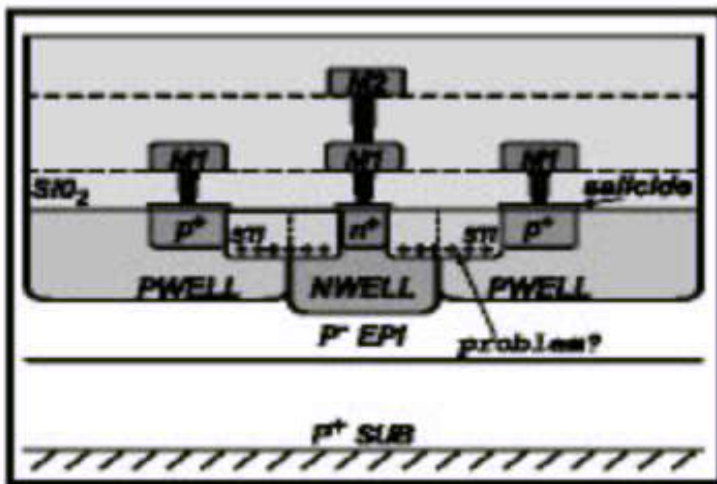 M2
M1 M1 M1
SiO₂ salicide
p⁺ STI n⁺ STI p⁺
PWELL NWELL PWELL
P⁻ EPI
problem?
P⁺ SUB